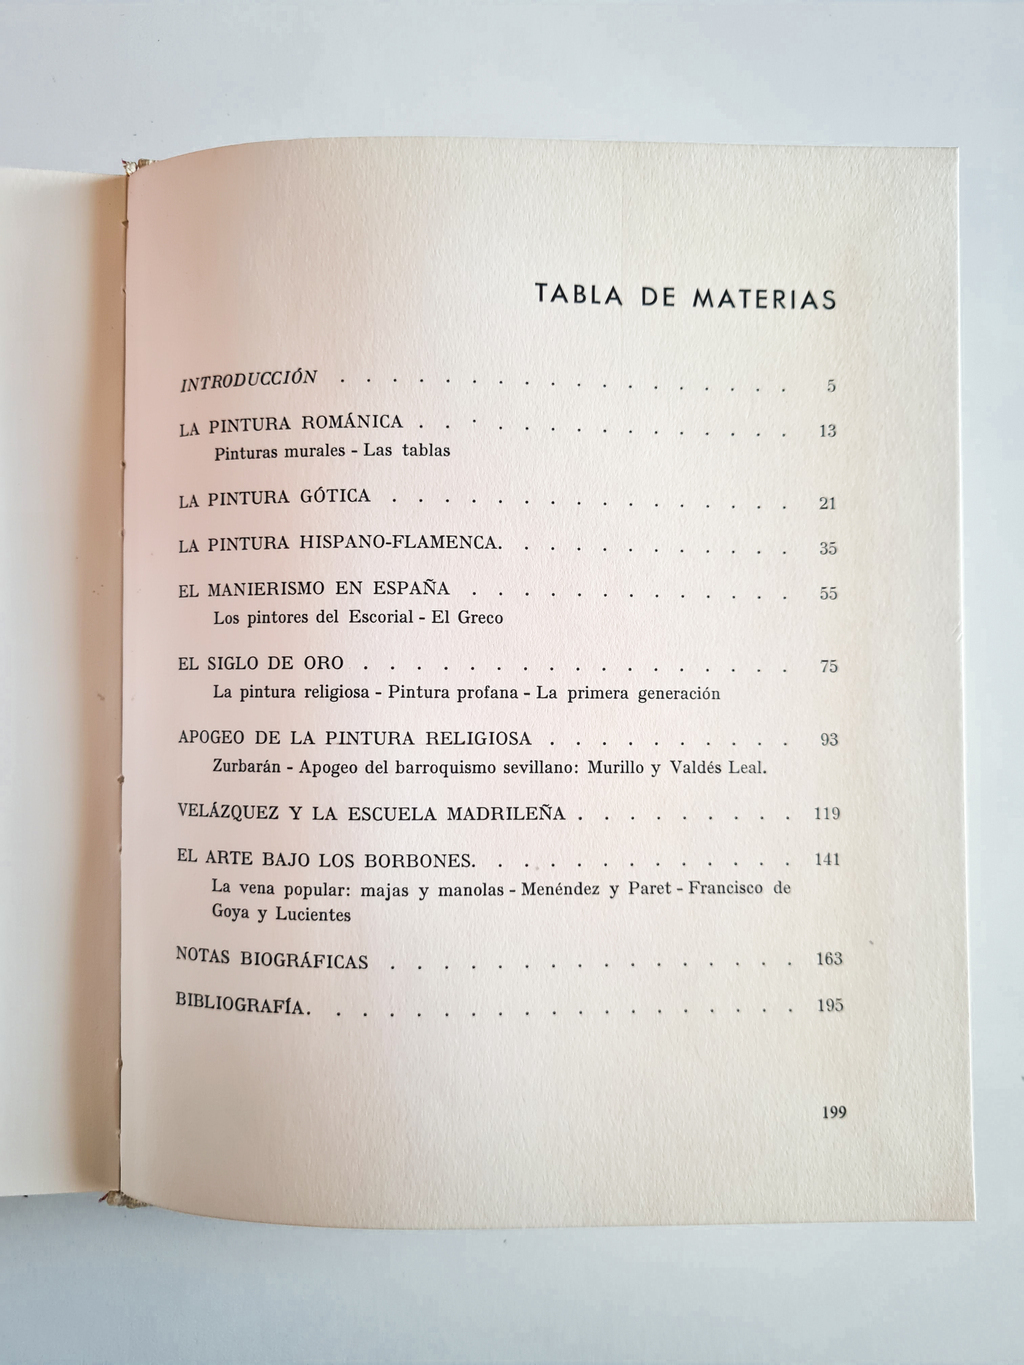 TABLA DE MATERIAS
INTRODUCCIÓN . . . . . . . . . . . . . . . . . . 5
LA PINTURA ROMÁNICA . . . . . . . . . . . . . . . 13
Pinturas murales - Las tablas
LA PINTURA GÓTICA . . . . . . . . . . . . . . . . 21
LA PINTURA HISPANO-FLAMENCA. . . . . . . . . . . . 35
EL MANIERISMO EN ESPAÑA . . . . . . . . . . . . . 55
Los pintores del Escorial - El Greco
EL SIGLO DE ORO . . . . . . . . . . . . . . . . . 75
La pintura religiosa - Pintura profana - La primera generación
APOGEO DE LA PINTURA RELIGIOSA . . . . . . . . . . 93
Zurbarán - Apogeo del barroquismo sevillano: Murillo y Valdés Leal.
VELÁZQUEZ Y LA ESCUELA MADRILEÑA . . . . . . . . . 119
EL ARTE BAJO LOS BORBONES. . . . . . . . . . . . . 141
La vena popular: majas y manolas - Menéndez y Paret - Francisco de
Goya y Lucientes
NOTAS BIOGRÁFICAS . . . . . . . . . . . . . . . . 163
BIBLIOGRAFÍA. . . . . . . . . . . . . . . . . . . 195
199